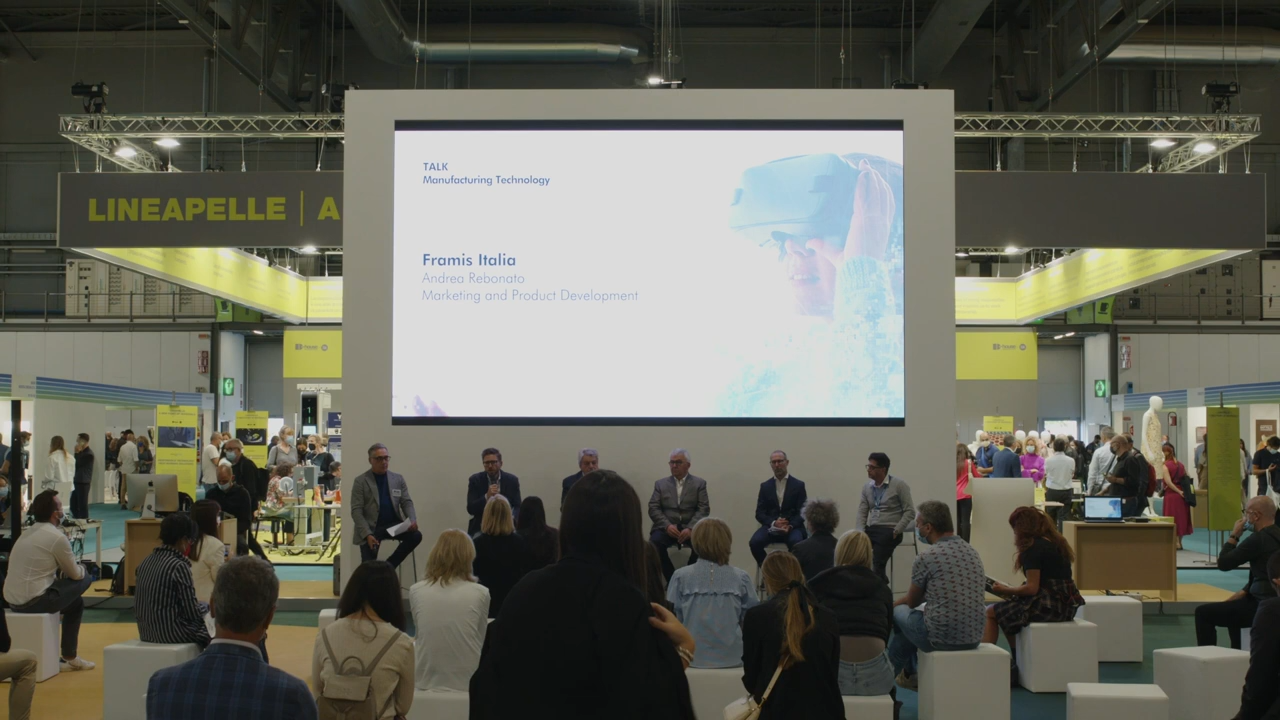 TALK
Manufacturing Technology
LINEAPELLE | A
Framis Italia
Andrea Rebonato
Marketing and Product Development